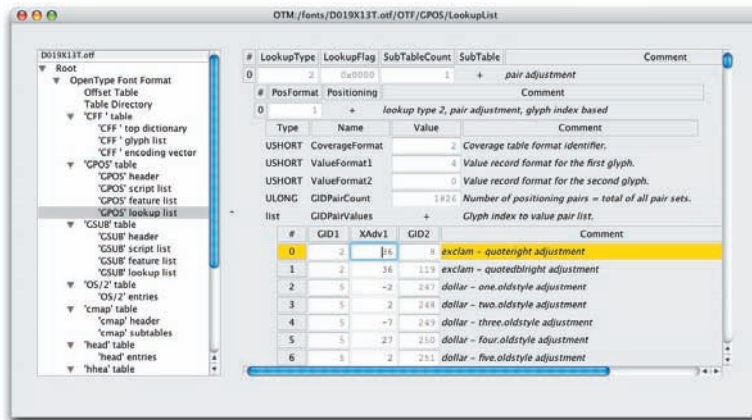 OTM:/fonts/D019X13T.otf/OTF/GPOS/LookupList
D019X13T.otf
Root
OpenType Font Format
Offset Table
Table Directory
'CFF ' table
'CFF ' top dictionary
'CFF ' glyph list
'CFF ' encoding vector
'GPOS' table
'GPOS' header
'GPOS' script list
'GPOS' feature list
'GPOS' lookup list
'GSUB' table
'GSUB' header
'GSUB' script list
'GSUB' feature list
'GSUB' lookup list
'OS/2' table
'OS/2' entries
'cmap' table
'cmap' header
'cmap' subtables
'head' table
'head' entries
'hhea' table
# LookupType LookupFlag SubTableCount SubTable Comment
0 2 0x0000 1 + pair adjustment
# PosFormat Positioning Comment
0 1 + lookup type 2, pair adjustment, glyph index based
Type Name Value Comment
USHORT CoverageFormat 2 Coverage table format identifier.
USHORT ValueFormat1 4 Value record format for the first glyph.
USHORT ValueFormat2 0 Value record format for the second glyph.
ULONG GIDPairCount 1826 Number of positioning pairs = total of all pair sets.
- list GIDPairValues + Glyph index to value pair list.
# GID1 XAdv1 GID2 Comment
0 2 36 8 exclam - quoteright adjustment
1 2 36 119 exclam - quotedblright adjustment
2 5 -2 247 dollar - one.oldstyle adjustment
3 5 2 248 dollar - two.oldstyle adjustment
4 5 -7 249 dollar - three.oldstyle adjustment
5 5 27 250 dollar - four.oldstyle adjustment
6 5 2 251 dollar - five.oldstyle adjustment